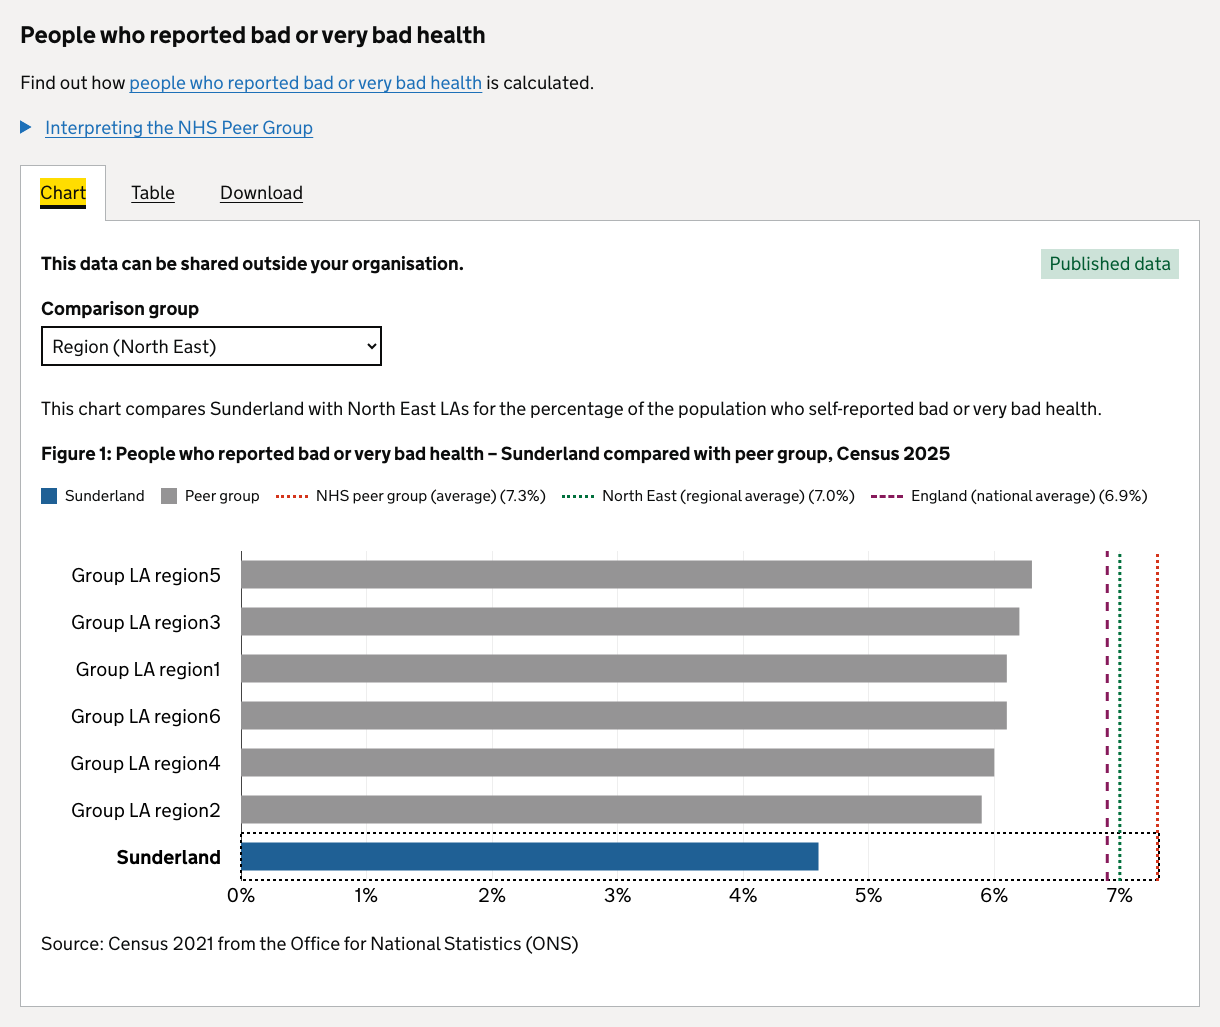 People who reported bad or very bad health
Find out how people who reported bad or very bad health is calculated.
Interpreting the NHS Peer Group
Chart Table Download
This data can be shared outside your organisation. Published data
Comparison group
Region (North East)
This chart compares Sunderland with North East LAs for the percentage of the population who self-reported bad or very bad health.
Figure 1: People who reported bad or very bad health – Sunderland compared with peer group, Census 2025
Sunderland Peer group NHS peer group (average) (7.3%) North East (regional average) (7.0%) England (national average) (6.9%)
Group LA region5
Group LA region3
Group LA region1
Group LA region6
Group LA region4
Group LA region2
Sunderland
0% 1% 2% 3% 4% 5% 6% 7%
Source: Census 2021 from the Office for National Statistics (ONS)